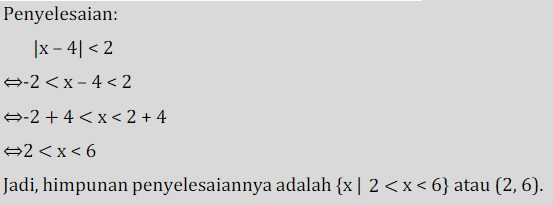 Penyelesaian:
|x – 4| < 2
⇔-2 < x – 4 < 2
⇔-2 + 4 < x < 2 + 4
⇔2 < x < 6
Jadi, himpunan penyelesaiannya adalah {x | 2 < x < 6} atau (2, 6).